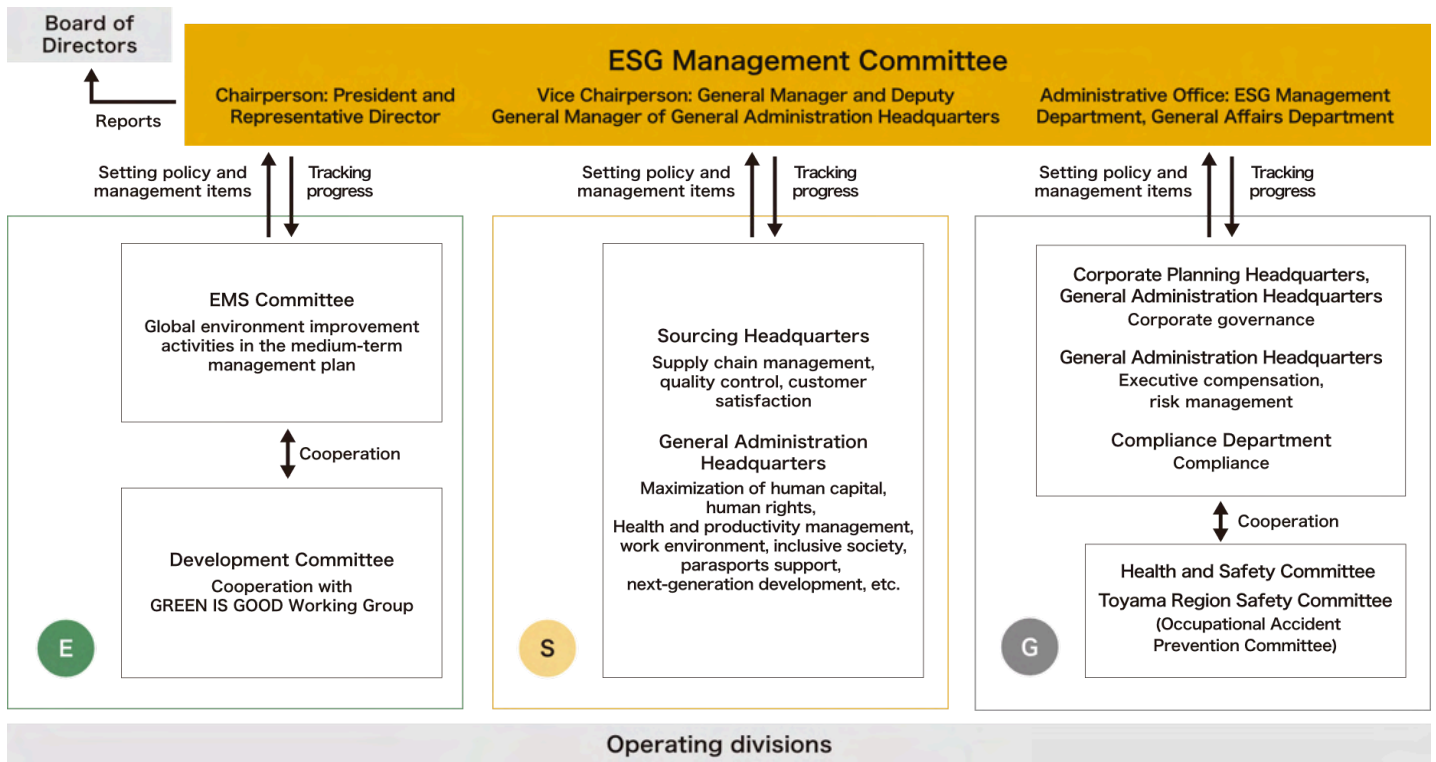 Board of
Directors
Reports
ESG Management Committee
Chairperson: President and
Representative Director
Vice Chairperson: General Manager and Deputy
General Manager of General Administration Headquarters
Administrative Office: ESG Management
Department, General Affairs Department
Setting policy and
management items
Tracking
progress
Setting policy and
management items
Tracking
progress
Setting policy and
management items
Tracking
progress
EMS Committee
Global environment improvement
activities in the medium-term
management plan
Cooperation
Development Committee
Cooperation with
GREEN IS GOOD Working Group
E
Sourcing Headquarters
Supply chain management,
quality control, customer
satisfaction
General Administration
Headquarters
Maximization of human capital,
human rights,
Health and productivity management,
work environment, inclusive society,
parasports support,
next-generation development, etc.
S
Corporate Planning Headquarters,
General Administration Headquarters
Corporate governance
General Administration Headquarters
Executive compensation,
risk management
Compliance Department
Compliance
Cooperation
Health and Safety Committee
Toyama Region Safety Committee
(Occupational Accident
Prevention Committee)
G
Operating divisions